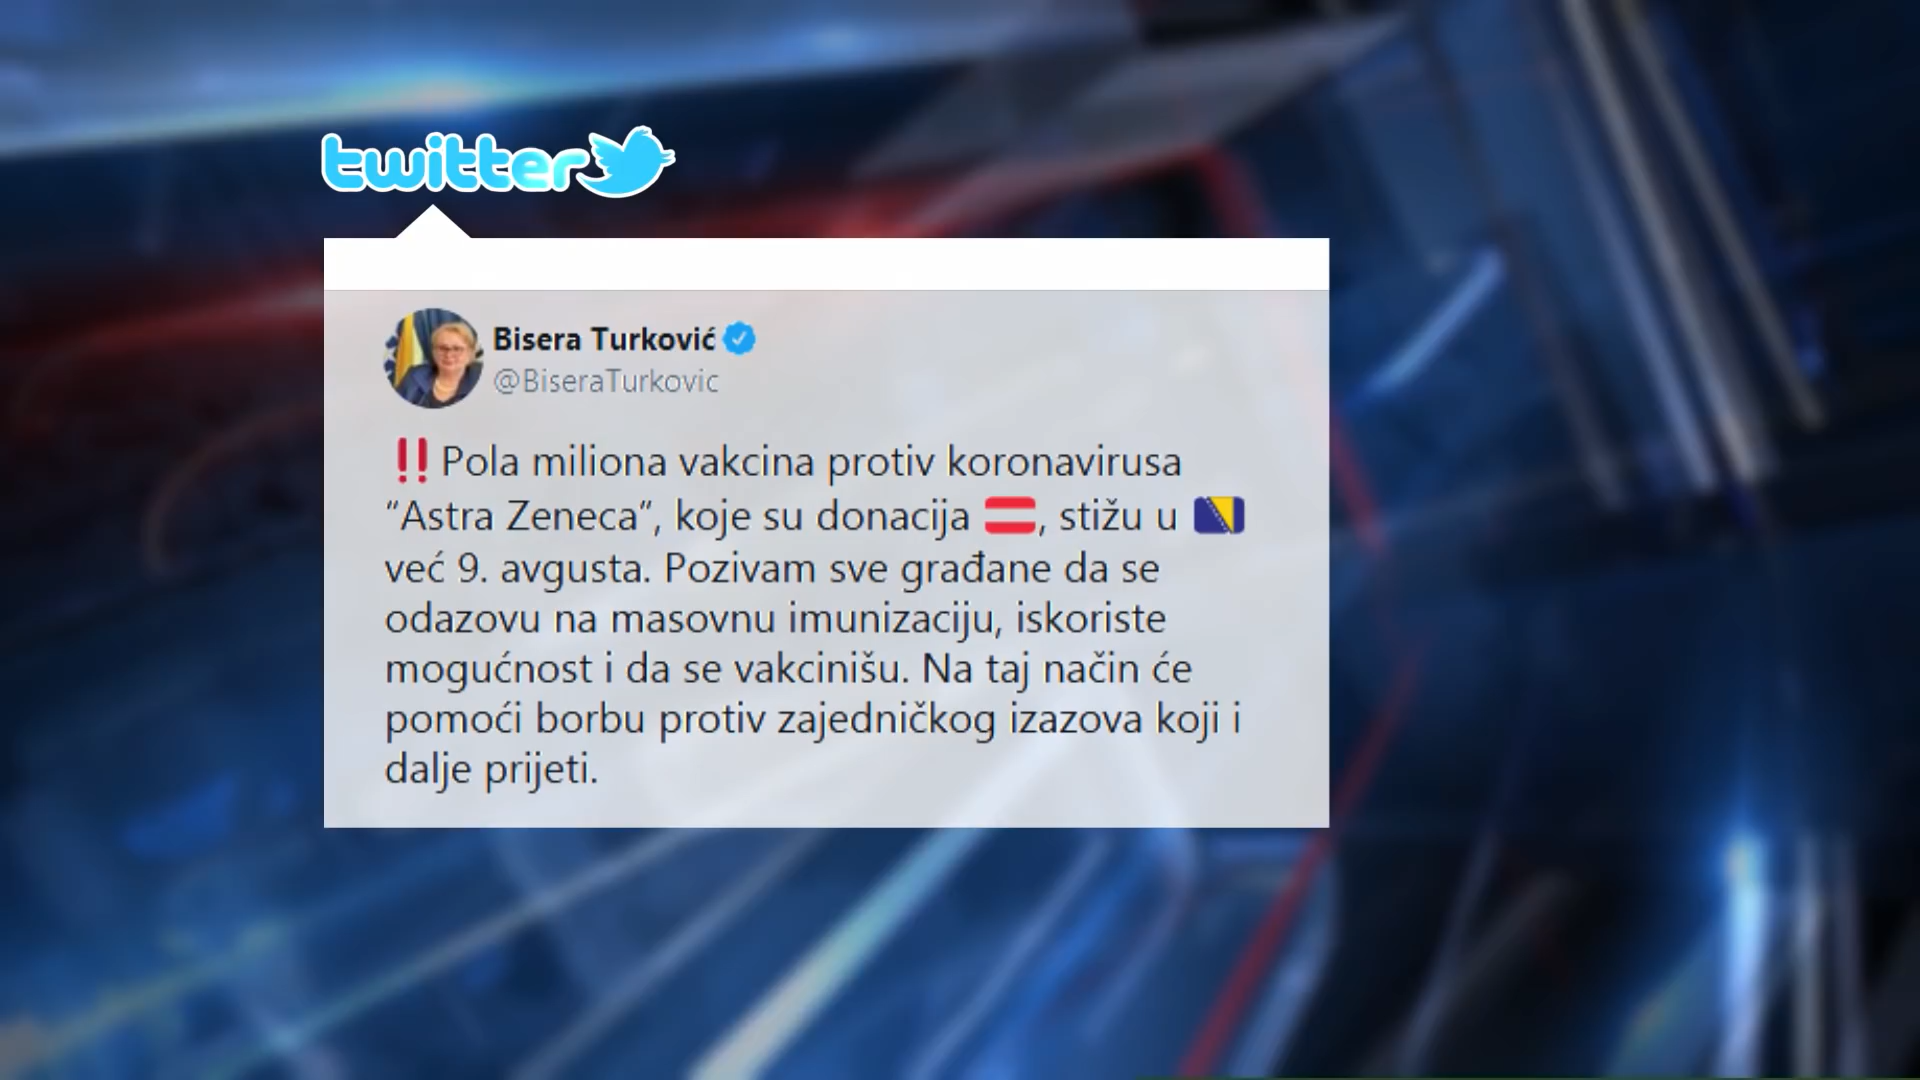 twitter
Bisera Turković
@BiseraTurkovic
‼️Pola miliona vakcina protiv koronavirusa
“Astra Zeneca”, koje su donacija 🇦🇹, stižu u 🇧🇦
već 9. avgusta. Pozivam sve građane da se
odazovu na masovnu imunizaciju, iskoriste
mogućnost i da se vakcinišu. Na taj način će
pomoći borbu protiv zajedničkog izazova koji i
dalje prijeti.